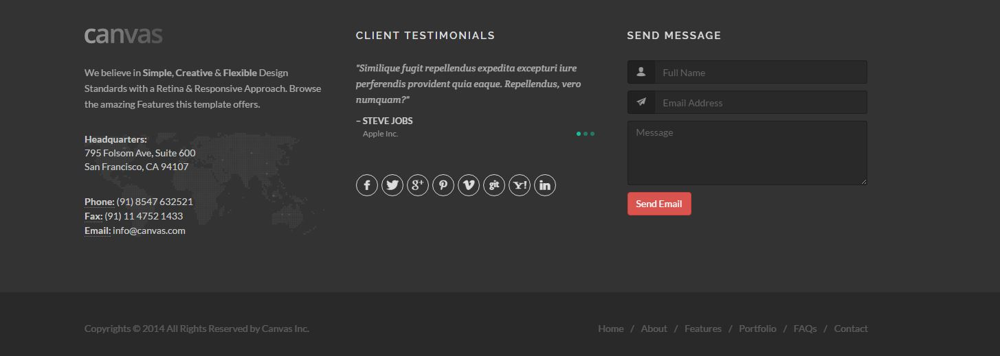 canvas
We believe in Simple, Creative & Flexible Design
Standards with a Retina & Responsive Approach. Browse
the amazing Features this template offers.
Headquarters:
795 Folsom Ave, Suite 600
San Francisco, CA 94107
Phone: (91) 8547 632521
Fax: (91) 11 4752 1433
Email: info@canvas.com
CLIENT TESTIMONIALS
"Similique fugit repellendus expedita excepturi iure
perferendis provident quia eaque. Repellendus, vero
numquam?"
– STEVE JOBS
Apple Inc.
f g+ git Y! in
SEND MESSAGE
Full Name
Email Address
Message
Send Email
Copyrights © 2014 All Rights Reserved by Canvas Inc.
Home / About / Features / Portfolio / FAQs / Contact